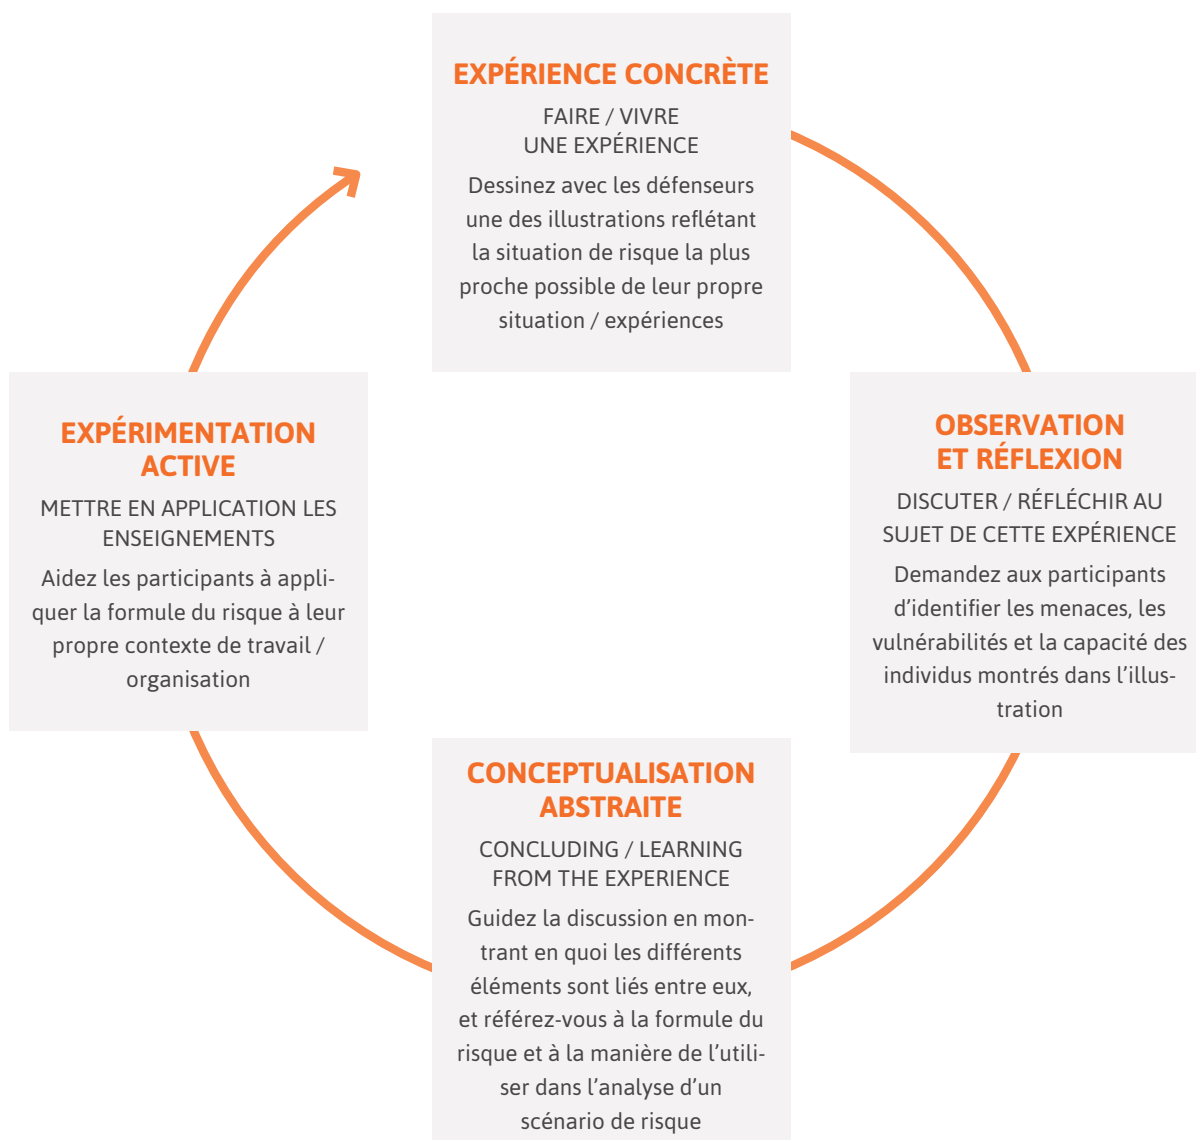 EXPÉRIENCE CONCRÈTE
FAIRE / VIVRE
UNE EXPÉRIENCE
Dessinez avec les défenseurs
une des illustrations reflétant
la situation de risque la plus
proche possible de leur propre
situation / expériences
OBSERVATION
ET RÉFLEXION
DISCUTER / RÉFLÉCHIR AU
SUJET DE CETTE EXPÉRIENCE
Demandez aux participants
d’identifier les menaces, les
vulnérabilités et la capacité des
individus montrés dans l’illus-
tration
CONCEPTUALISATION
ABSTRAITE
CONCLUDING / LEARNING
FROM THE EXPERIENCE
Guidez la discussion en mon-
trant en quoi les différents
éléments sont liés entre eux,
et référez-vous à la formule du
risque et à la manière de l’utili-
ser dans l’analyse d’un
scénario de risque
EXPÉRIMENTATION
ACTIVE
METTRE EN APPLICATION LES
ENSEIGNEMENTS
Aidez les participants à appli-
quer la formule du risque à leur
propre contexte de travail /
organisation